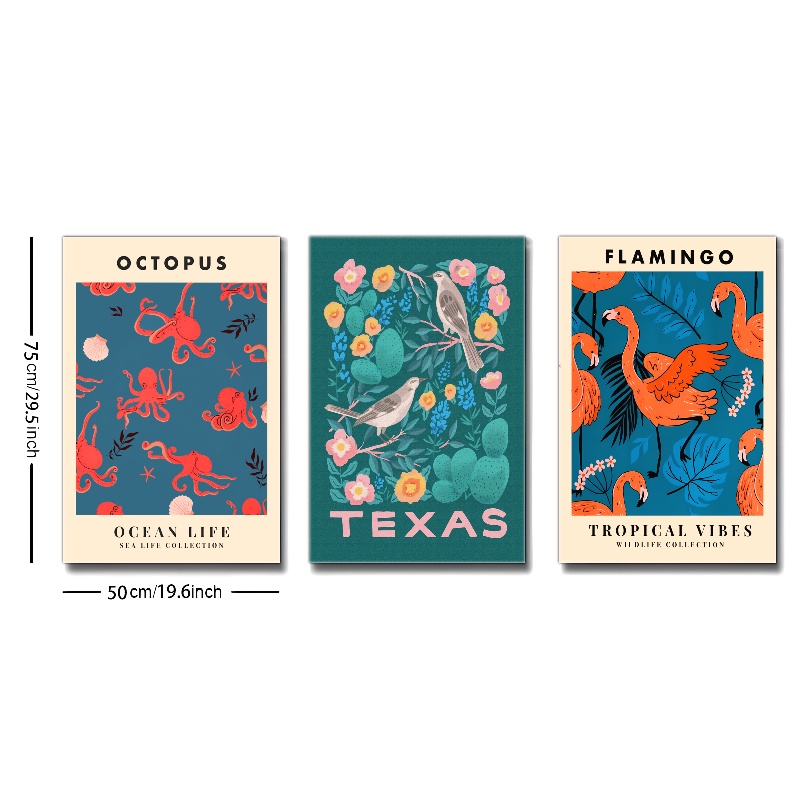 OCTOPUS
OCEAN LIFE
SEA LIFE COLLECTION
TEXAS
FLAMINGO
TROPICAL VIBES
WILDLIFE COLLECTION
75cm/29.5inch
50cm/19.6inch